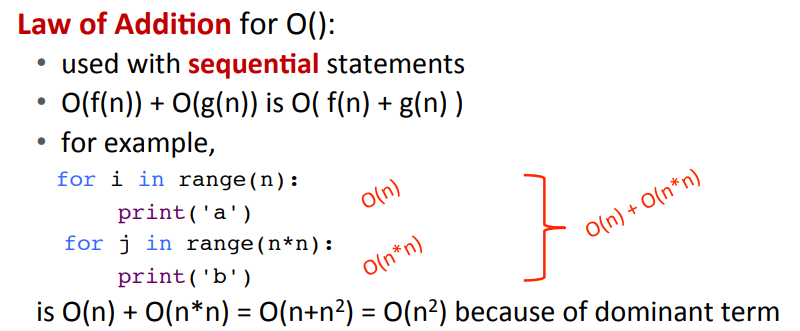 Law of Addition for O():
• used with sequential statements
• O(f(n)) + O(g(n)) is O( f(n) + g(n) )
• for example,
for i in range(n):
print('a')
O(n)
for j in range(n*n):
print('b')
O(n*n)
O(n) + O(n*n)
is O(n) + O(n*n) = O(n+n²) = O(n²) because of dominant term